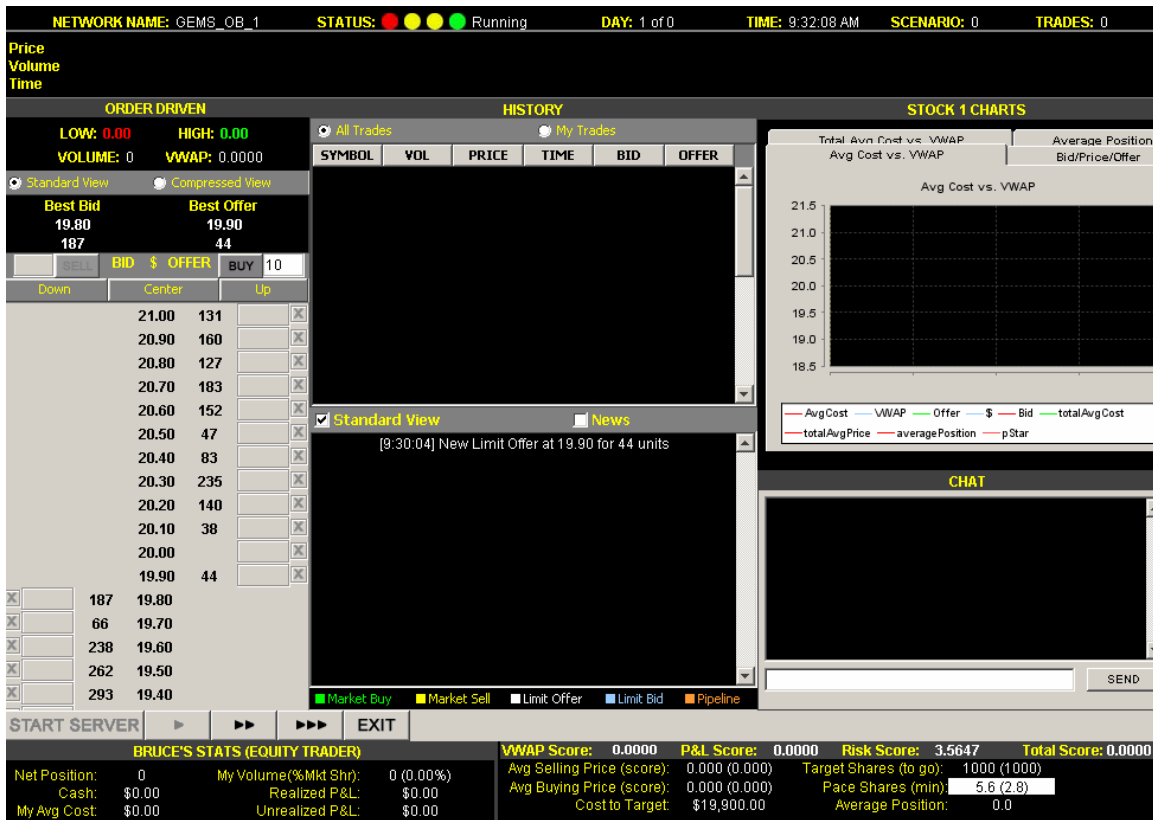 NETWORK NAME: GEMS_OB_1 STATUS: Running DAY: 1 of 0 TIME: 9:32:08 AM SCENARIO: 0 TRADES: 0
Price
Volume
Time
ORDER DRIVEN
LOW: 0.00 HIGH: 0.00
VOLUME: 0 VWAP: 0.0000
Standard View Compressed View
Best Bid Best Offer
19.80 19.90
187 44
SELL BID $ OFFER BUY 10
Down Center Up
21.00 131 X
20.90 160 X
20.80 127 X
20.70 183 X
20.60 152 X
20.50 47 X
20.40 83 X
20.30 235 X
20.20 140 X
20.10 38 X
20.00 X
19.90 44 X
X 187 19.80
X 66 19.70
X 238 19.60
X 262 19.50
X 293 19.40
HISTORY
All Trades My Trades
SYMBOL VOL PRICE TIME BID OFFER
Standard View News
[9:30:04] New Limit Offer at 19.90 for 44 units
Market Buy Market Sell Limit Offer Limit Bid Pipeline
STOCK 1 CHARTS
Total Avg Cost vs. VWAP Average Position
Avg Cost vs. VWAP Bid/Price/Offer
Avg Cost vs. VWAP
21.5
21.0
20.5
20.0
19.5
19.0
18.5
AvgCost VWAP Offer $ Bid totalAvgCost
totalAvgPrice averagePosition pStar
CHAT
SEND
START SERVER EXIT
BRUCE'S STATS (EQUITY TRADER)
Net Position: 0 My Volume(%Mkt Shr): 0 (0.00%)
Cash: $0.00 Realized P&L: $0.00
My Avg Cost: $0.00 Unrealized P&L: $0.00
VWAP Score: 0.0000 P&L Score: 0.0000 Risk Score: 3.5647 Total Score: 0.0000
Avg Selling Price (score): 0.000 (0.000) Target Shares (to go): 1000 (1000)
Avg Buying Price (score): 0.000 (0.000) Pace Shares (min): 5.6 (2.8)
Cost to Target: $19,900.00 Average Position: 0.0